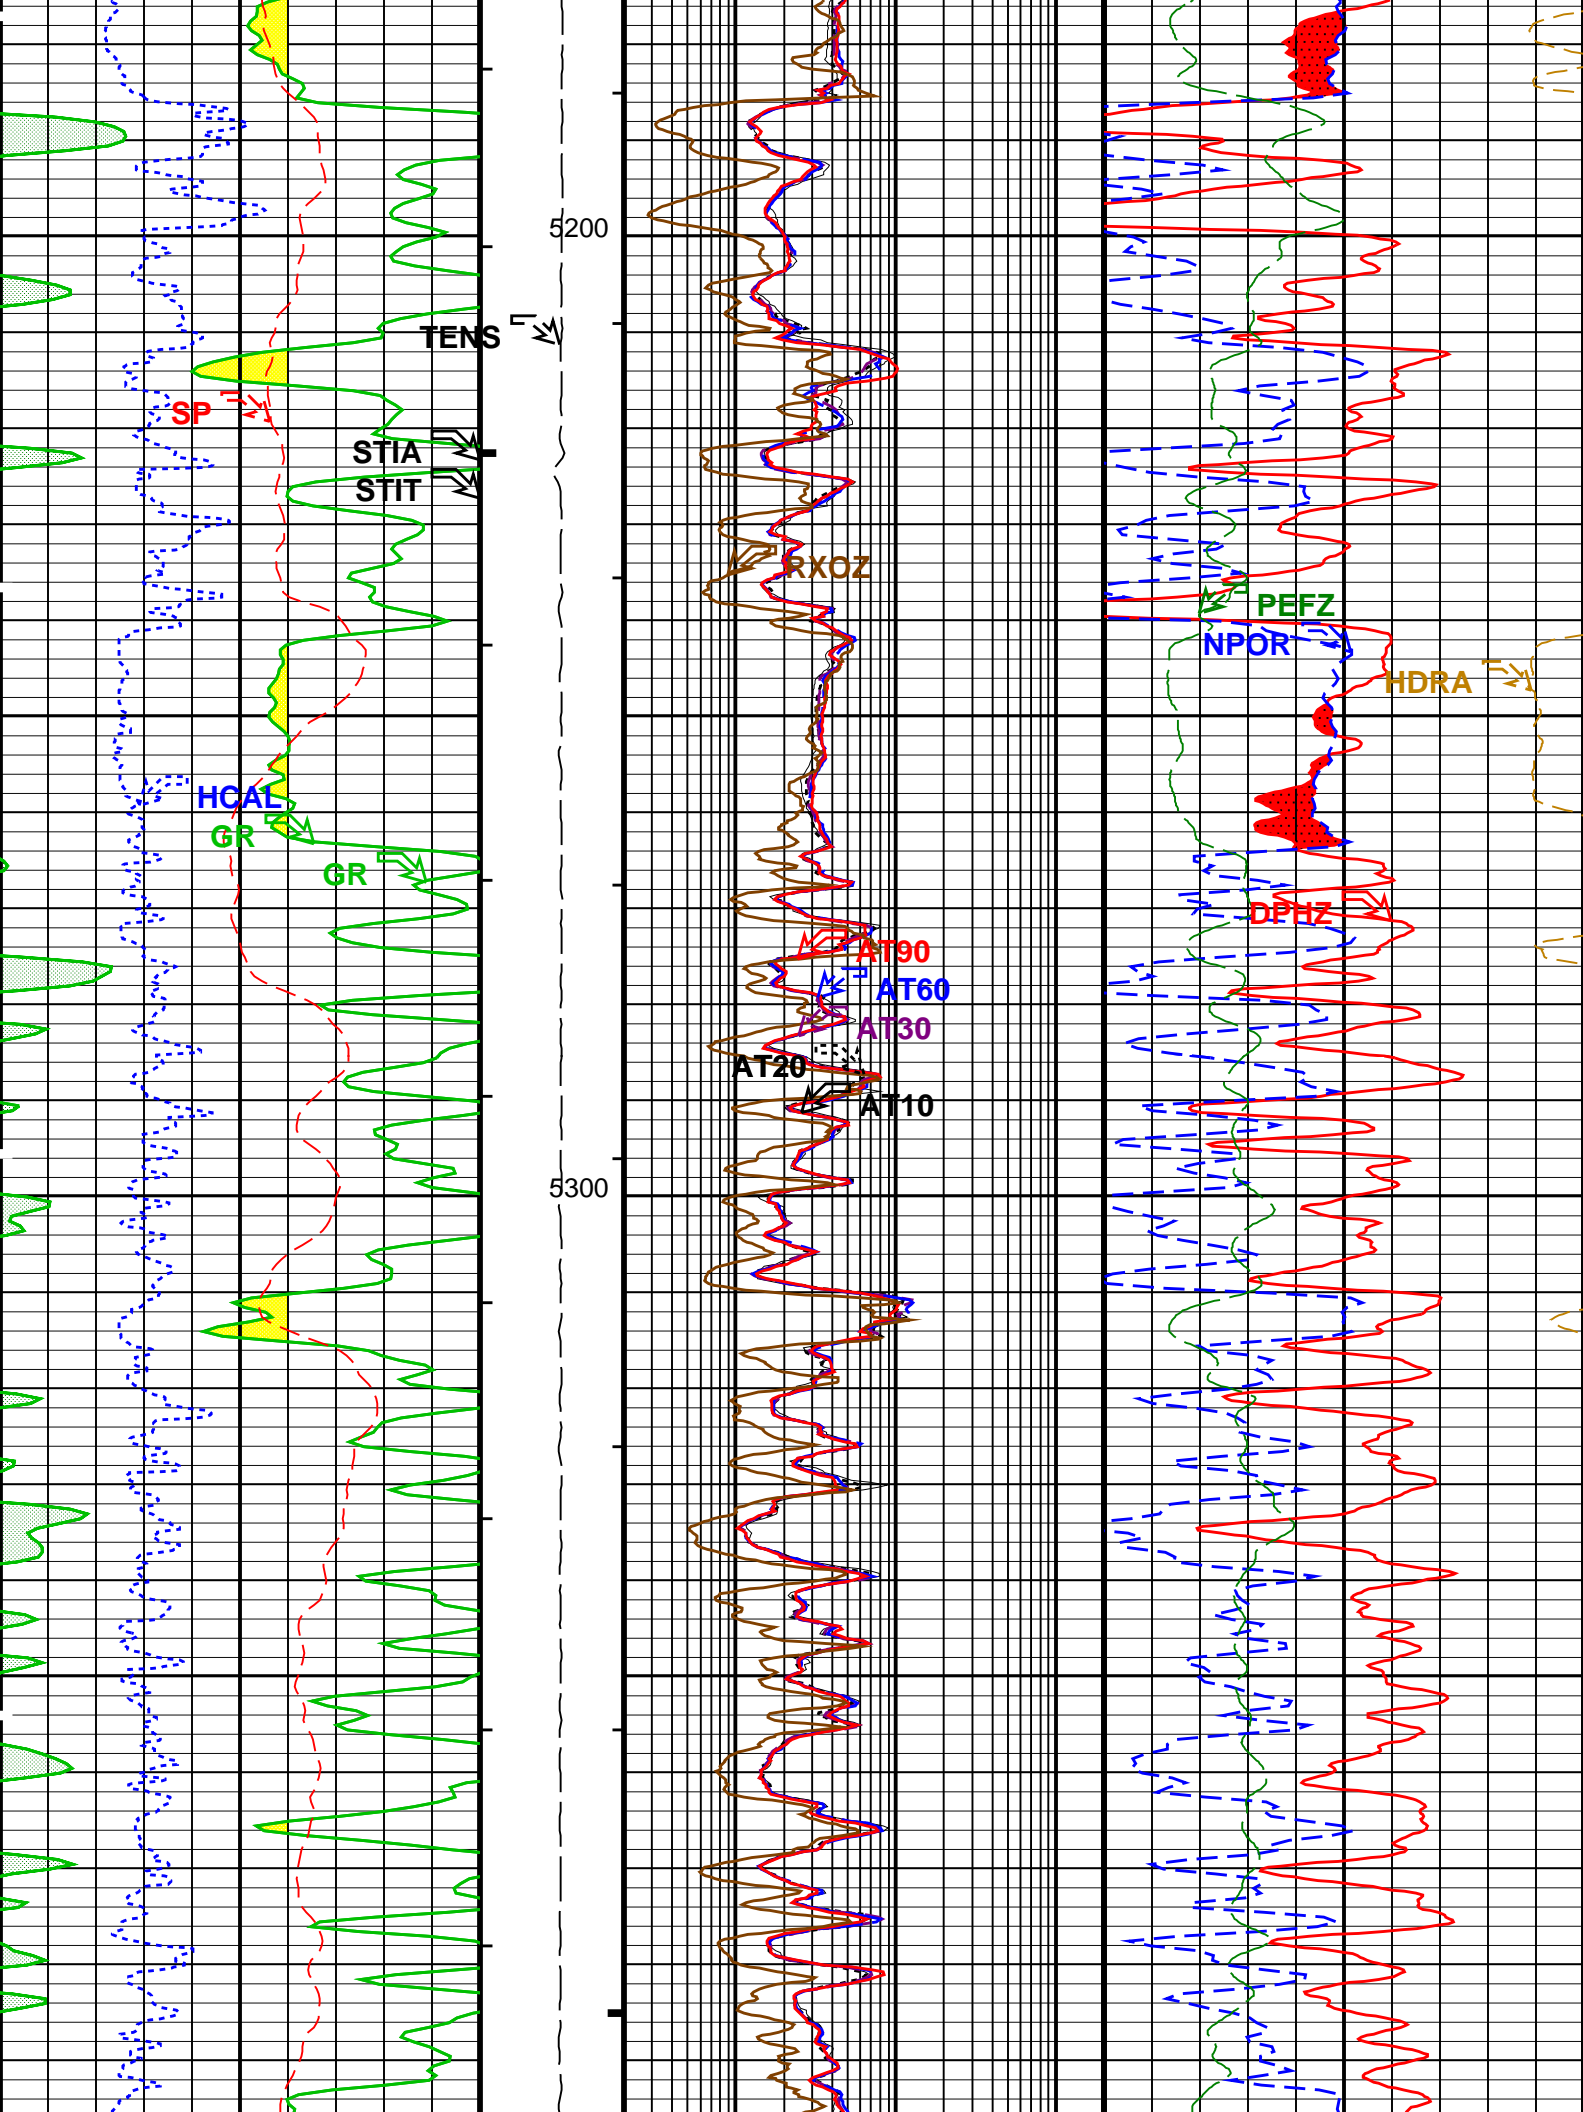 5200
TENS
SP
STIA
STIT
RXOZ
PEFZ
NPOR
HDRA
HCAL
GR
GR
DPHZ
AT90
AT60
AT30
AT20
AT10
5300